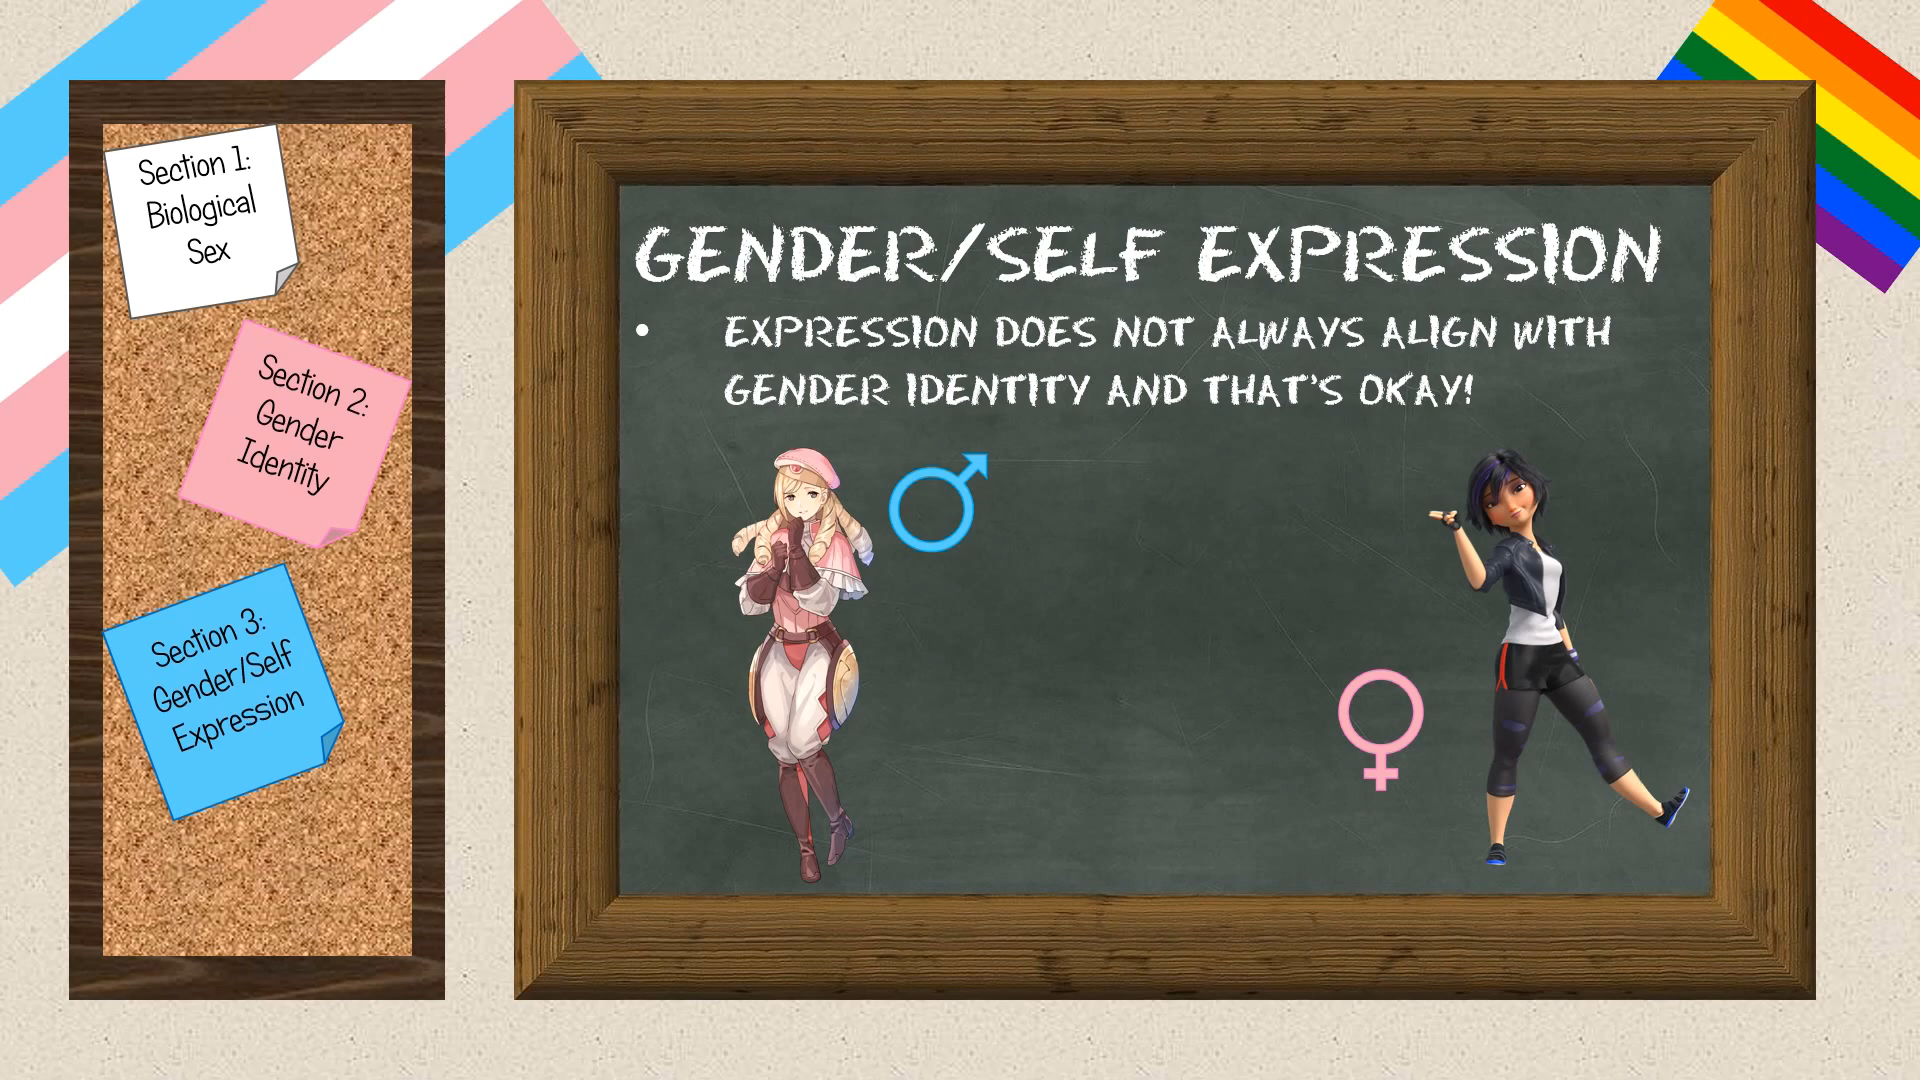 Section 1:
Biological
Sex
Section 2:
Gender
Identity
Section 3:
Gender/Self
Expression
GENDER/SELF EXPRESSION
• EXPRESSION DOES NOT ALWAYS ALIGN WITH
GENDER IDENTITY AND THAT'S OKAY!